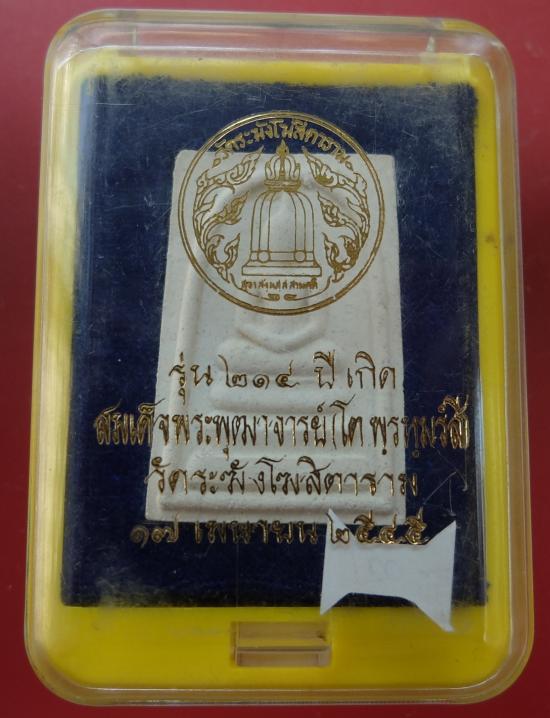 วัดระฆังโฆสิตาราม
รุ่น ๒๑๔ ปี เกิด
สมเด็จพระพุฒาจารย์(โต พฺรหฺมรํสี)
วัดระฆังโฆสิตาราม
๑๗ เมษายน ๒๕๔๕